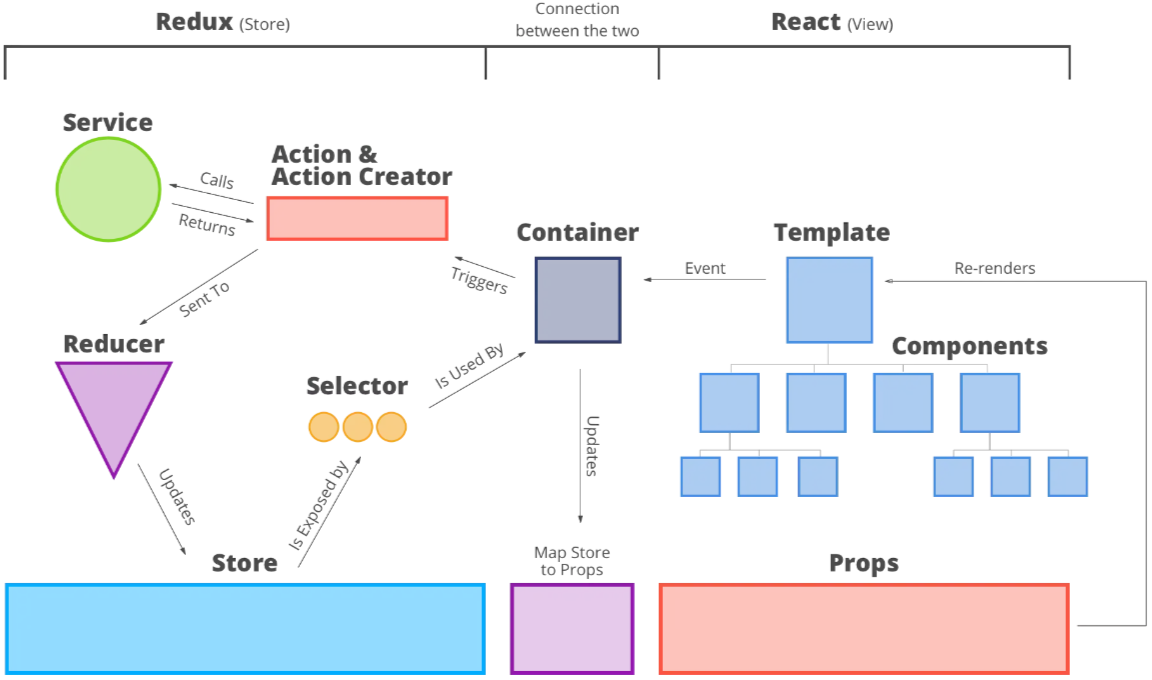 Redux (Store)
Connection
between the two
React (View)
Service
Action &
Action Creator
Calls
Returns
Container
Template
Triggers
Event
Re-renders
Sent To
Reducer
Components
Selector
Is Used By
Updates
Updates
Is Exposed by
Store
Map Store
to Props
Props